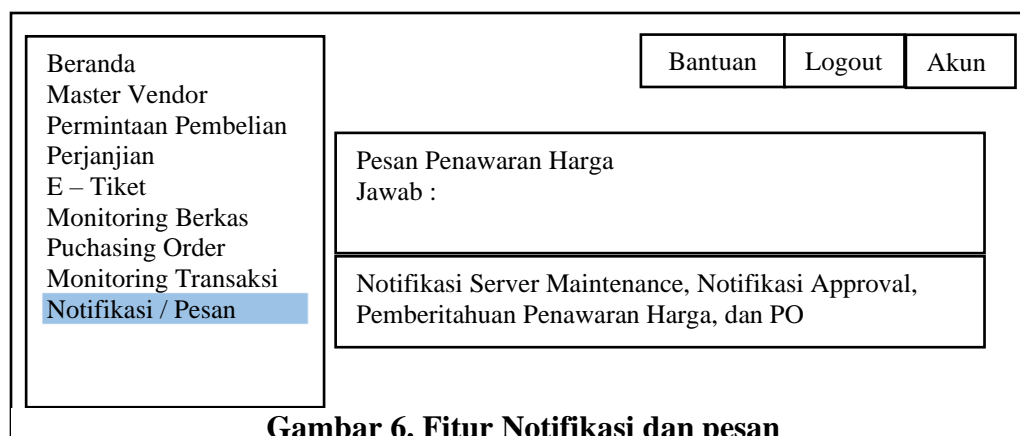 Beranda
Master Vendor
Permintaan Pembelian
Perjanjian
E – Tiket
Monitoring Berkas
Puchasing Order
Monitoring Transaksi
Notifikasi / Pesan
Bantuan
Logout
Akun
Pesan Penawaran Harga
Jawab :
Notifikasi Server Maintenance, Notifikasi Approval,
Pemberitahuan Penawaran Harga, dan PO
Gambar 6. Fitur Notifikasi dan pesan